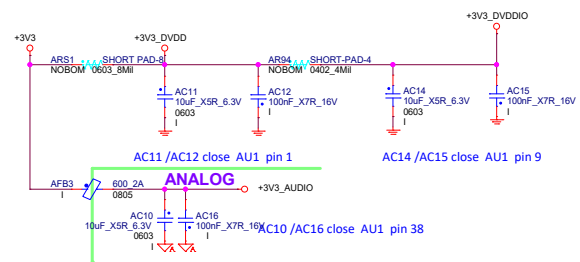 +3V3
+3V3_DVDD
+3V3_DVDDIO
ARS1
SHORT PAD-8
NOBOM
0603_8Mil
AR94
SHORT-PAD-4
NOBOM
0402_4Mil
AC11
10uF_X5R_6.3V
0603
I
AC12
100nF_X7R_16V
I
AC14
10uF_X5R_6.3V
0603
I
AC15
100nF_X7R_16V
I
AC11 /AC12 close AU1 pin 1
AC14 /AC15 close AU1 pin 9
ANALOG
AFB3
I
600_2A
0805
+3V3_AUDIO
AC10
10uF_X5R_6.3V
0603
I
AC16
100nF_X7R_16V
I
AC10 /AC16 close AU1 pin 38
A
A